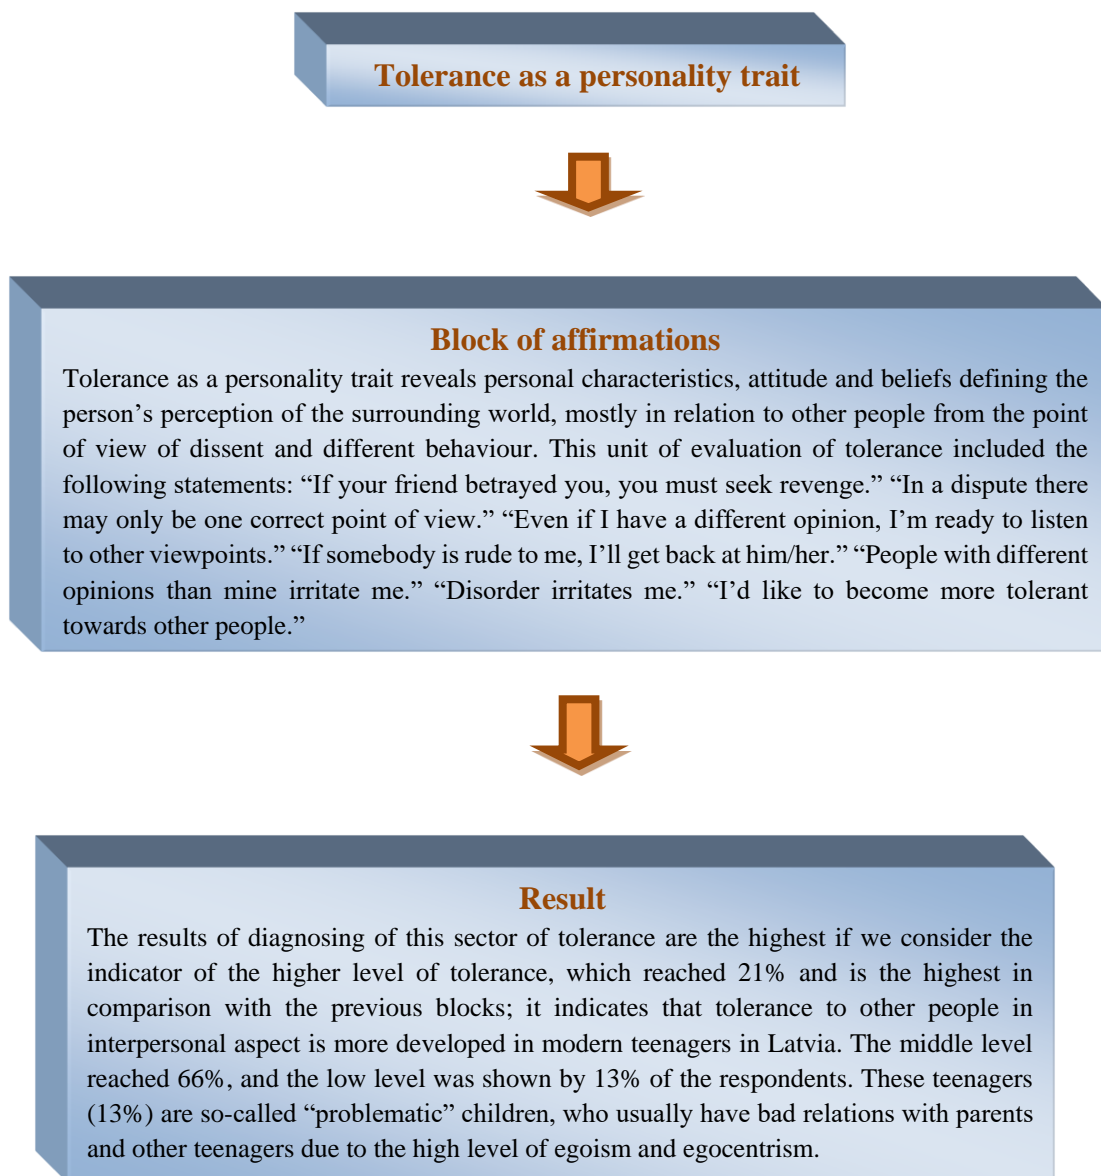 Tolerance as a personality trait
Block of affirmations
Tolerance as a personality trait reveals personal characteristics, attitude and beliefs defining the
person’s perception of the surrounding world, mostly in relation to other people from the point
of view of dissent and different behaviour. This unit of evaluation of tolerance included the
following statements: “If your friend betrayed you, you must seek revenge.” “In a dispute there
may only be one correct point of view.” “Even if I have a different opinion, I’m ready to listen
to other viewpoints.” “If somebody is rude to me, I’ll get back at him/her.” “People with different
opinions than mine irritate me.” “Disorder irritates me.” “I’d like to become more tolerant
towards other people.”
Result
The results of diagnosing of this sector of tolerance are the highest if we consider the
indicator of the higher level of tolerance, which reached 21% and is the highest in
comparison with the previous blocks; it indicates that tolerance to other people in
interpersonal aspect is more developed in modern teenagers in Latvia. The middle level
reached 66%, and the low level was shown by 13% of the respondents. These teenagers
(13%) are so-called “problematic” children, who usually have bad relations with parents
and other teenagers due to the high level of egoism and egocentrism.